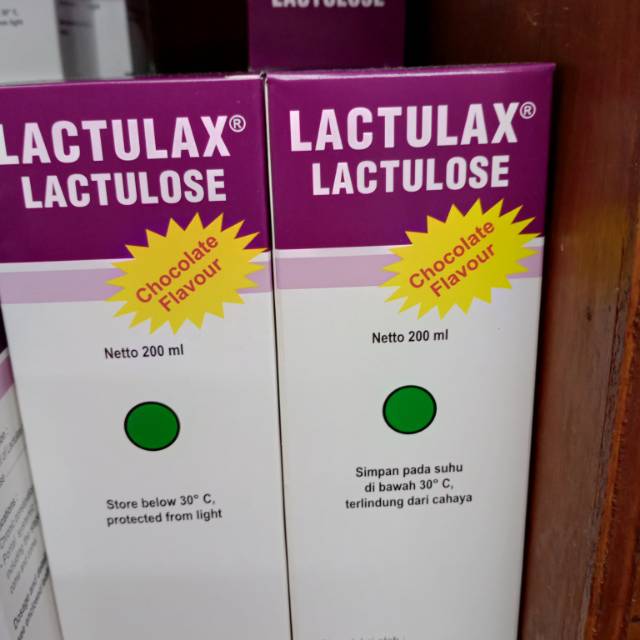 LACTULOSE
LACTULAX®
LACTULOSE
Chocolate
Flavour
Netto 200 ml
Store below 30° C,
protected from light
LACTULAX®
LACTULOSE
Chocolate
Flavour
Netto 200 ml
Simpan pada suhu
di bawah 30° C,
terlindung dari cahaya